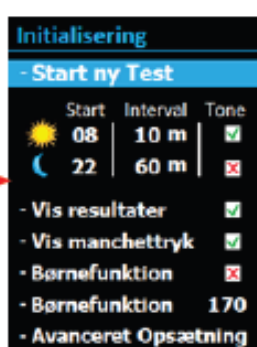 Initialisering
- Start ny Test
Start Interval Tone
08 10 m
22 60 m
- Vis resultater
- Vis manchettryk
- Børnefunktion
- Børnefunktion 170
- Avanceret Opsætning